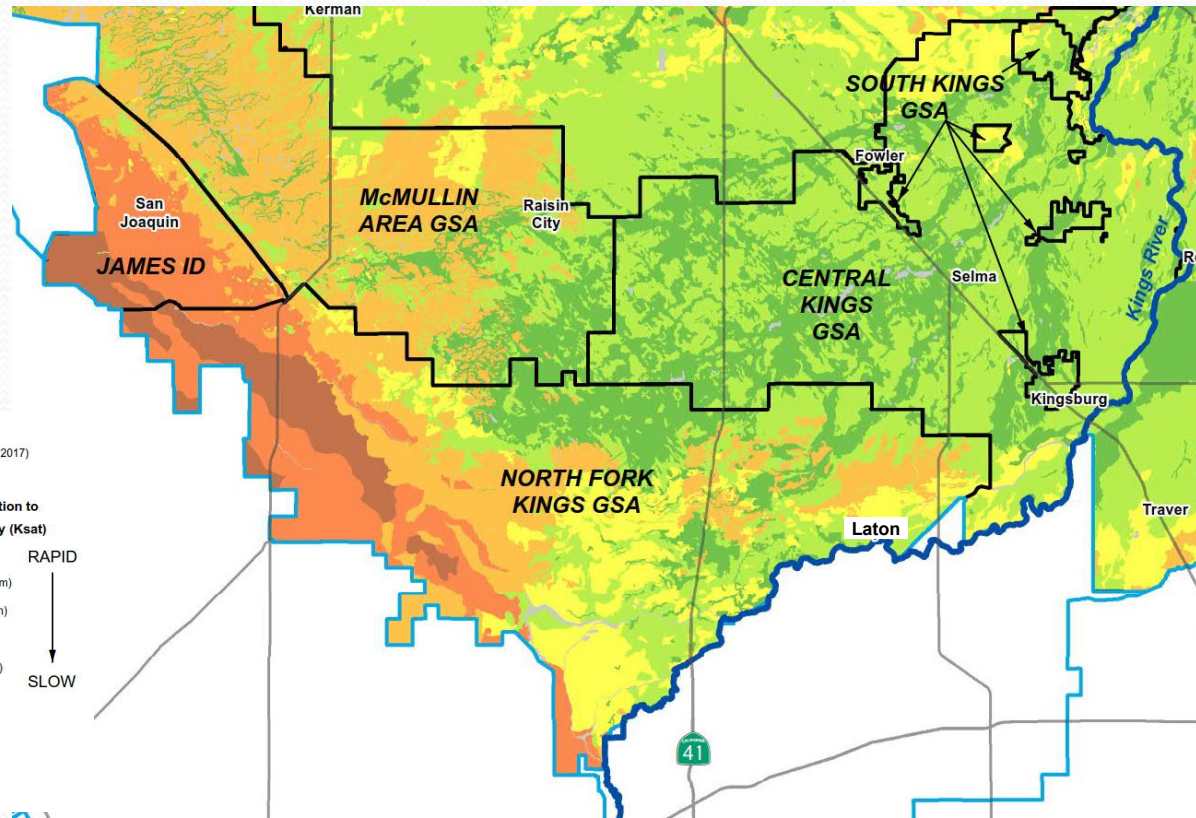 Kerman
SOUTH KINGS
GSA
Fowler
McMULLIN
AREA GSA
San
Joaquin
Raisin
City
JAMES ID
CENTRAL
KINGS
GSA
Selma
Kings River
Kingsburg
2017)
NORTH FORK
KINGS GSA
tion to
y (Ksat)
Laton
Traver
RAPID
m)
)
SLOW
CALIFORNIA
41